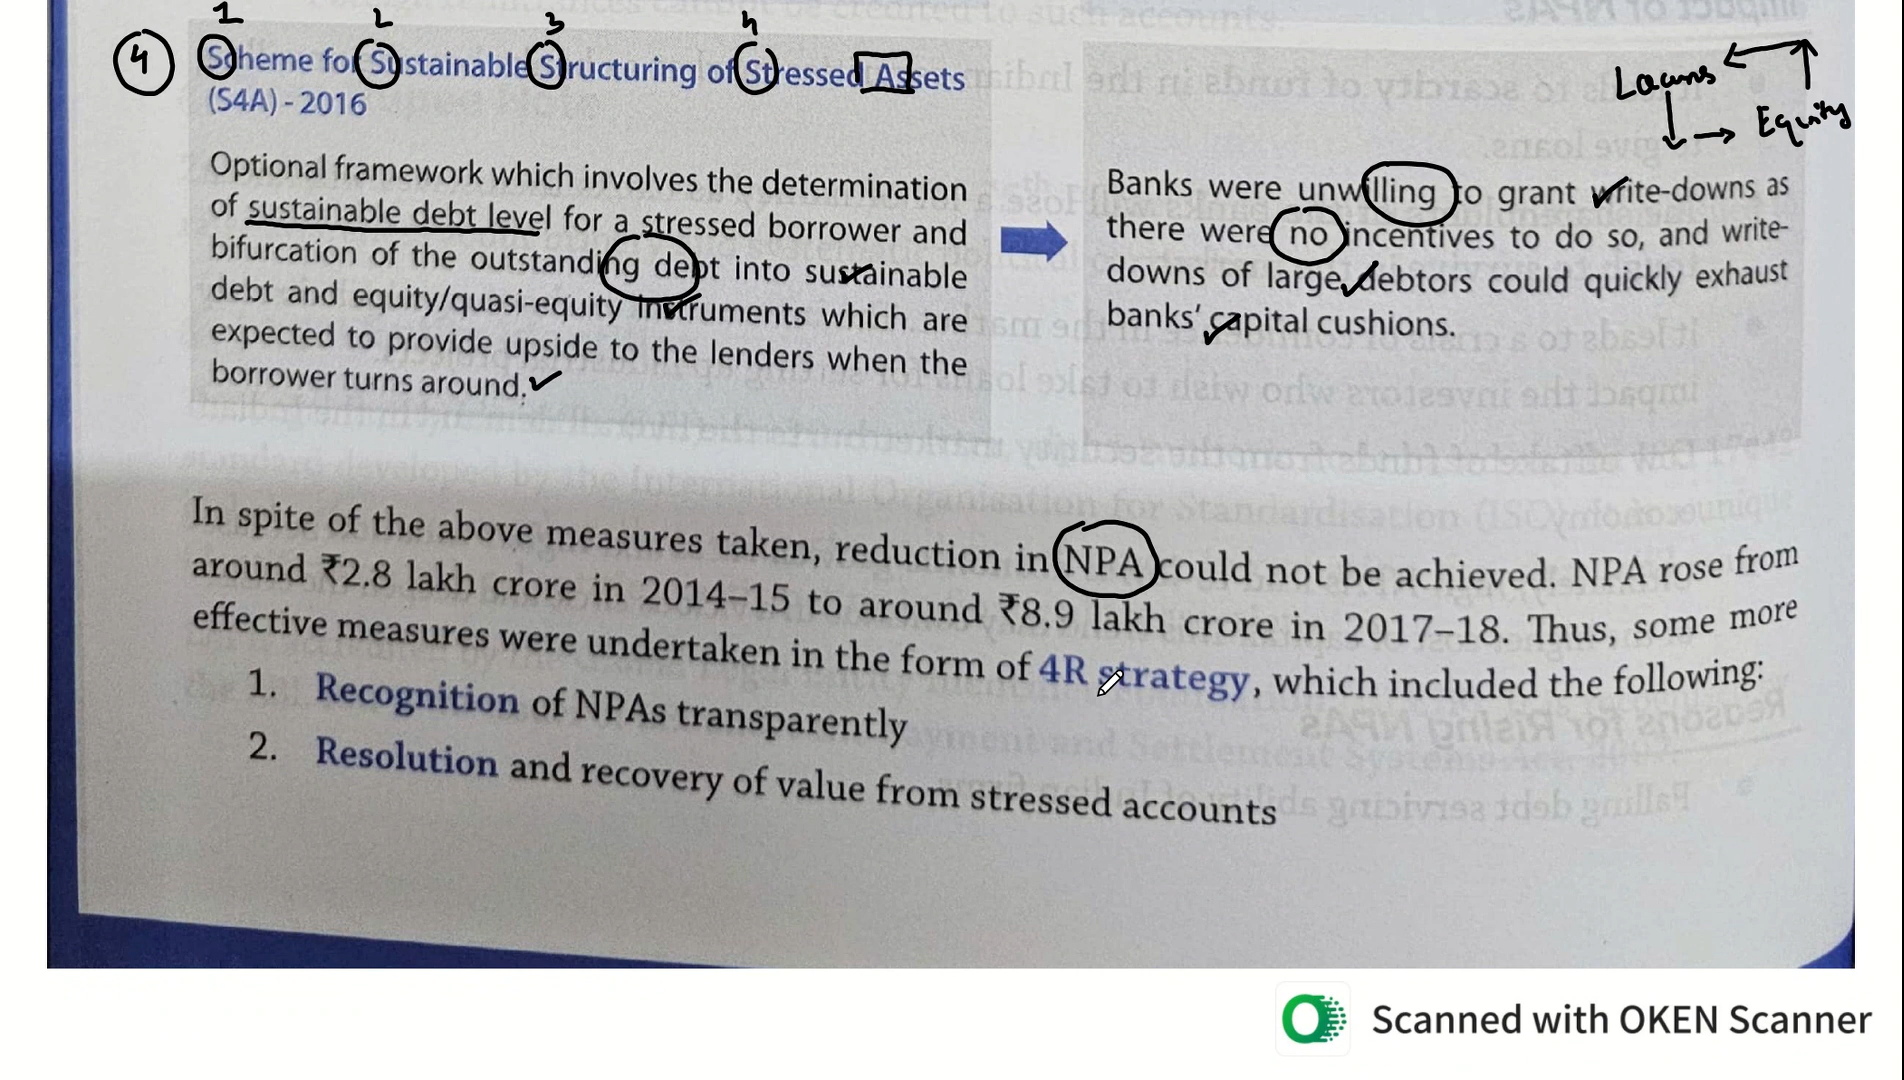 1 2 3 4
4 Scheme for Sustainable Structuring of Stressed Assets
(S4A) - 2016
Loans
Equity
Optional framework which involves the determination
of sustainable debt level for a stressed borrower and
bifurcation of the outstanding debt into sustainable
debt and equity/quasi-equity instruments which are
expected to provide upside to the lenders when the
borrower turns around.
Banks were unwilling to grant write-downs as
there were no incentives to do so, and write-
downs of large debtors could quickly exhaust
banks' capital cushions.
In spite of the above measures taken, reduction in NPA could not be achieved. NPA rose from
around ₹2.8 lakh crore in 2014–15 to around ₹8.9 lakh crore in 2017–18. Thus, some more
effective measures were undertaken in the form of 4R strategy, which included the following:
1. Recognition of NPAs transparently
2. Resolution and recovery of value from stressed accounts
Scanned with OKEN Scanner